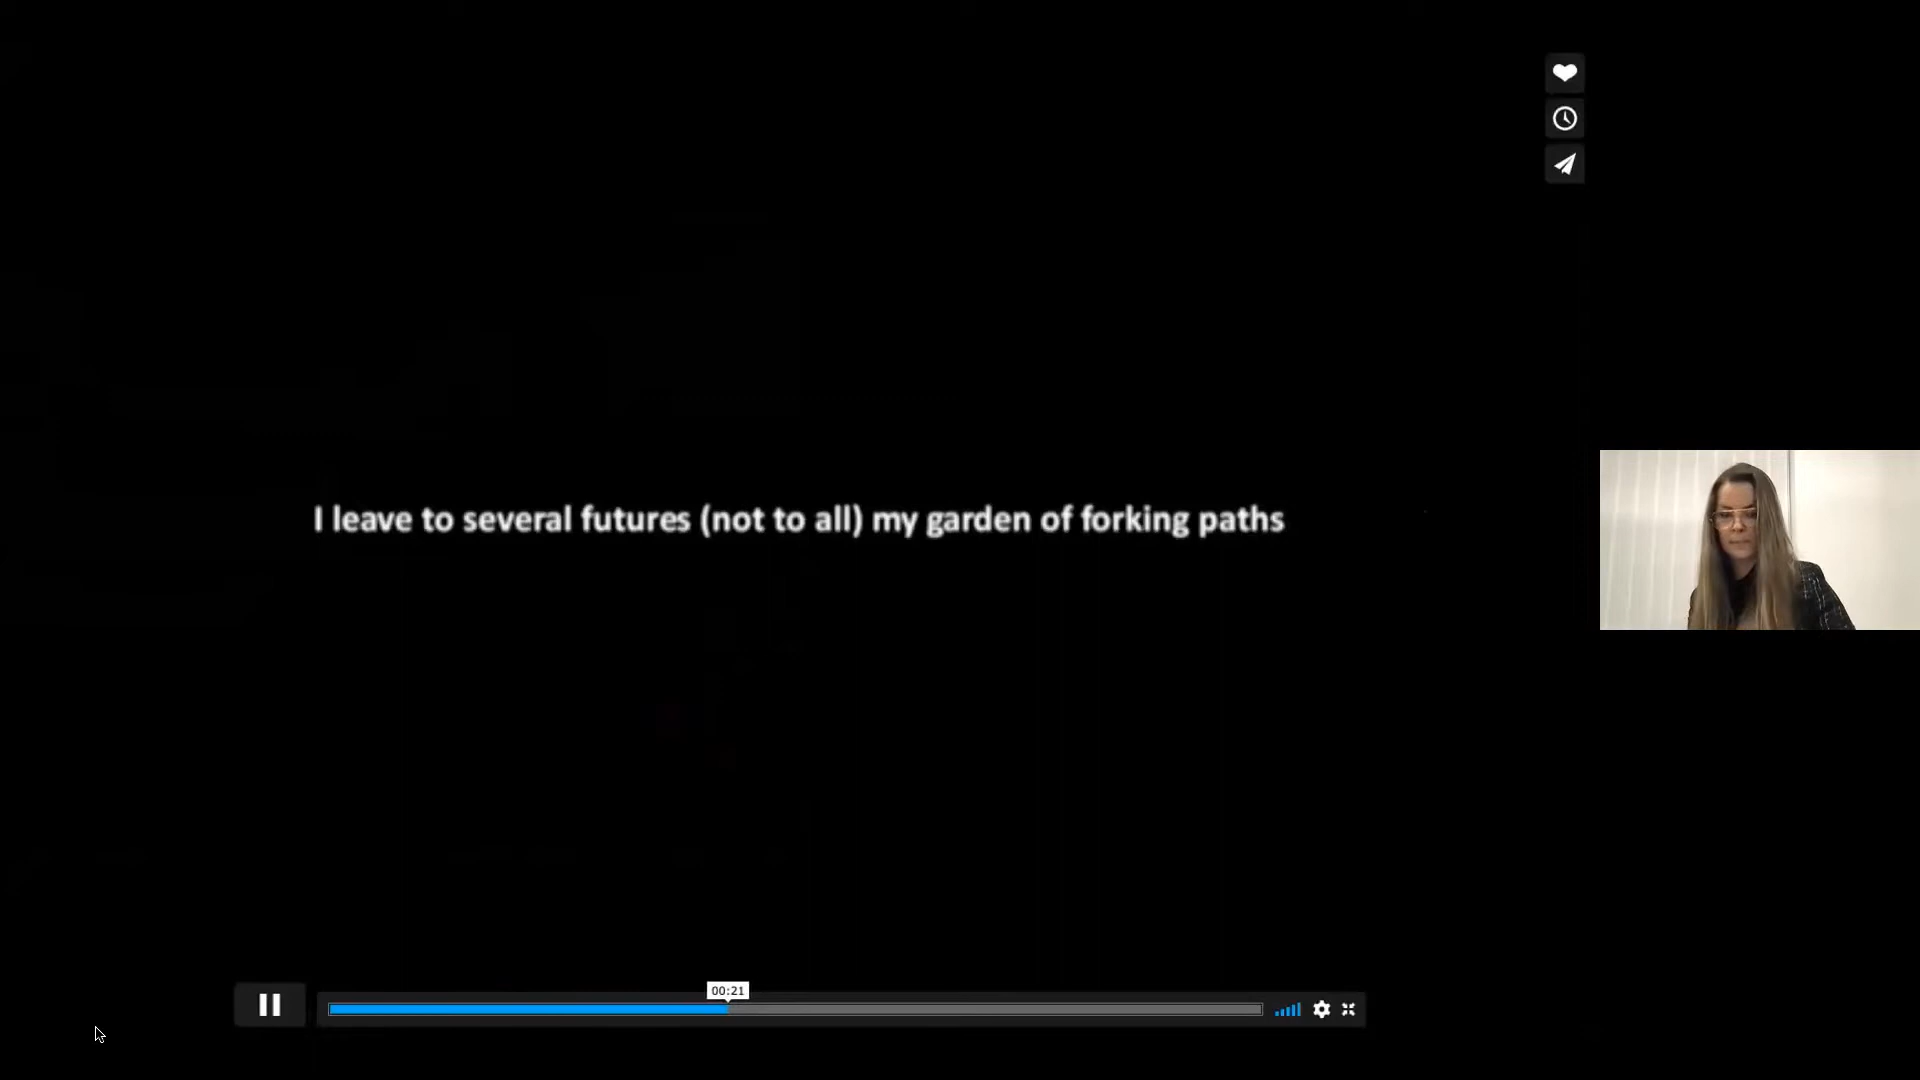 I leave to several futures (not to all) my garden of forking paths
00:21